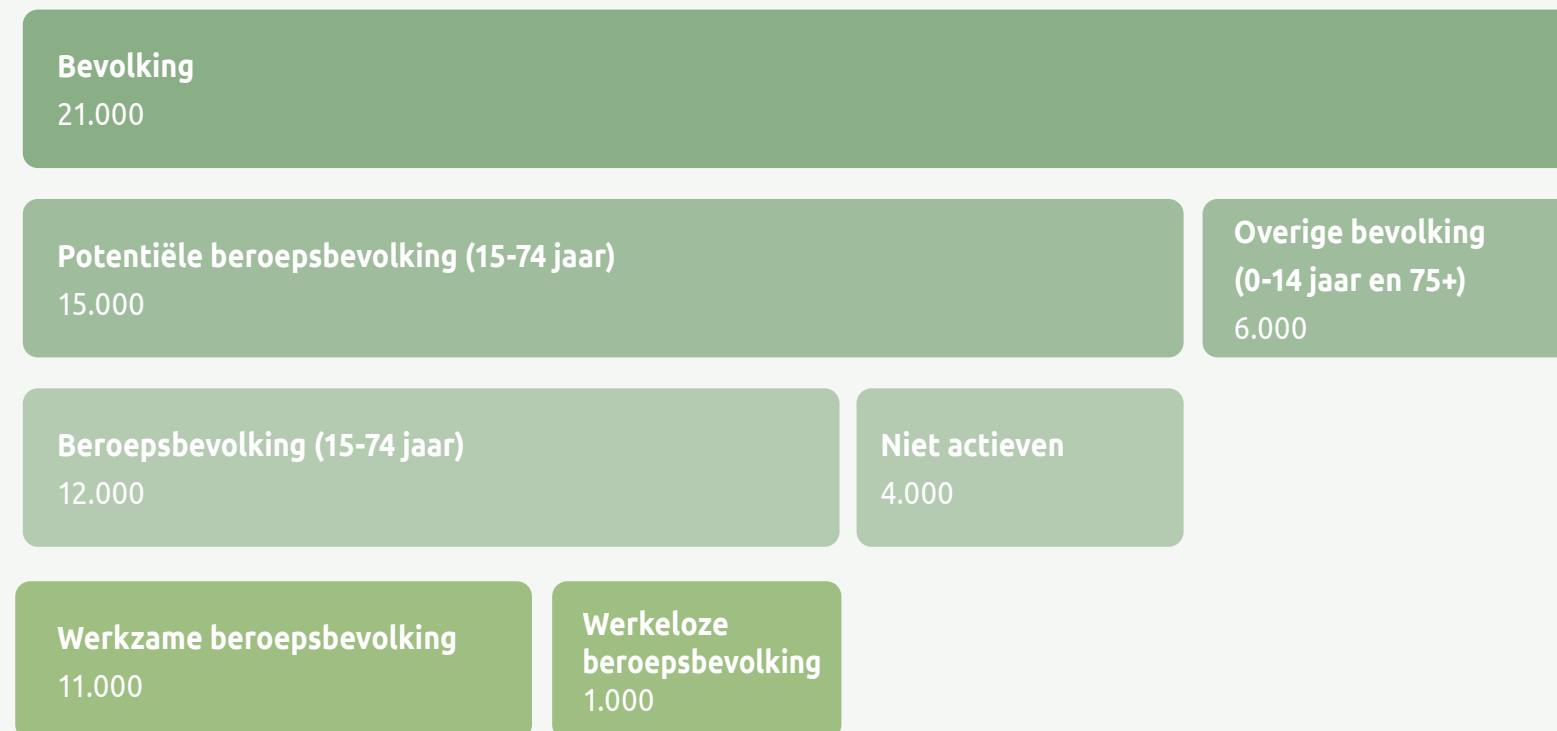 Bevolking
21.000
Potentiële beroepsbevolking (15-74 jaar)
15.000
Overige bevolking
(0-14 jaar en 75+)
6.000
Beroepsbevolking (15-74 jaar)
12.000
Niet actieven
4.000
Werkzame beroepsbevolking
11.000
Werkeloze
beroepsbevolking
1.000